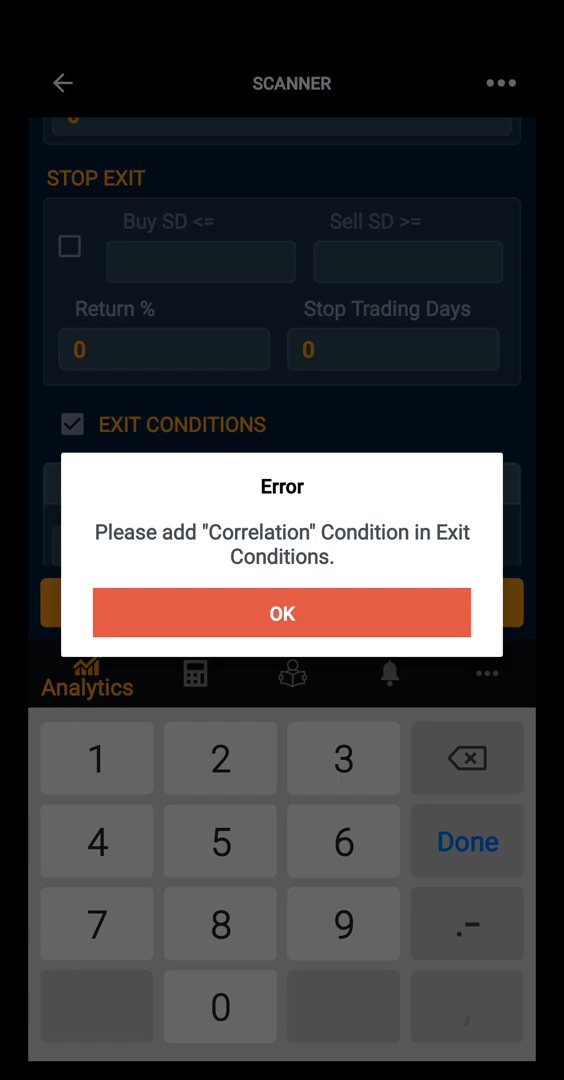 SCANNER
STOP EXIT
Buy SD <= Sell SD >=
Return % Stop Trading Days
0 0
EXIT CONDITIONS
Error
Please add "Correlation" Condition in Exit
Conditions.
OK
Analytics
1 2 3
4 5 6 Done
7 8 9 .-
0 ,